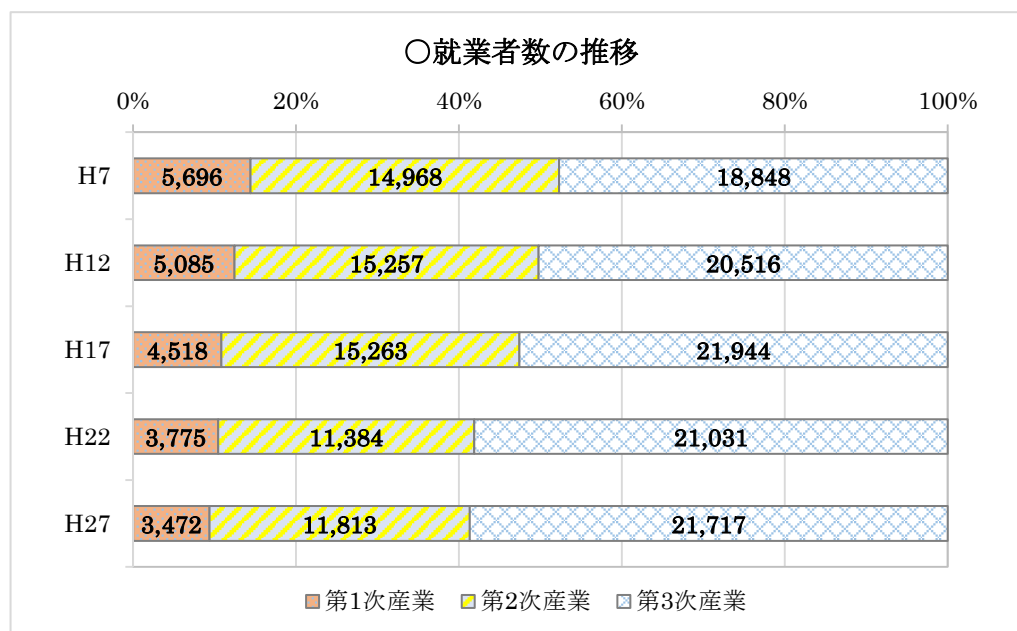 〇就業者数の推移
0% 20% 40% 60% 80% 100%
H7 5,696 14,968 18,848
H12 5,085 15,257 20,516
H17 4,518 15,263 21,944
H22 3,775 11,384 21,031
H27 3,472 11,813 21,717
第1次産業 第2次産業 第3次産業